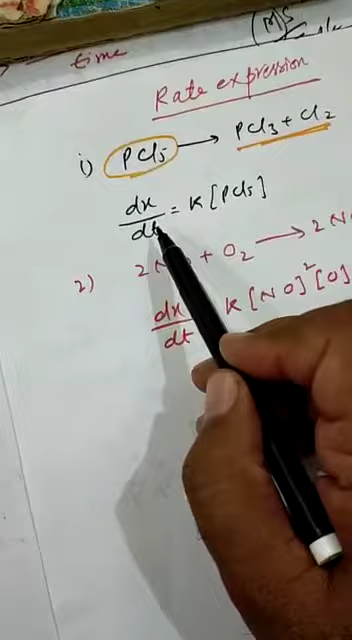 time
Rate expression
i) PCl5 → PCl3 + Cl2
dx/dt = K [PCl5]
2) + O2 → 2 N
dx/dt K[NO]²[O]